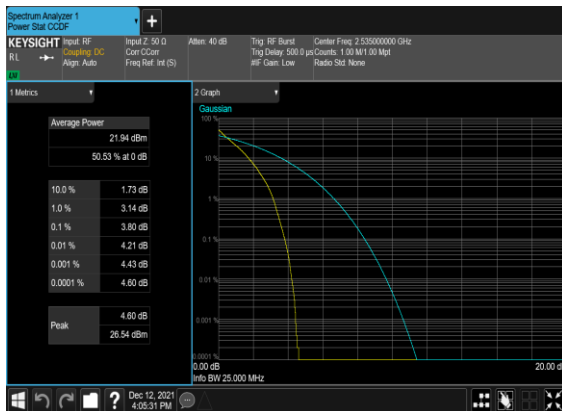 Spectrum Analyzer 1
Power Stat CCDF
+
KEYSIGHT
RL
Input: RF
Coupling: DC
Align: Auto
Input Z: 50 Ω
Corr CCorr
Freq Ref: Int (S)
Atten: 40 dB
Trig: RF Burst
Trig Delay: 500.0 µs
#IF Gain: Low
Center Freq: 2.535000000 GHz
Counts: 1.00 M/1.00 Mpt
Radio Std: None
1 Metrics
Average Power
21.94 dBm
50.53 % at 0 dB
10.0 % 1.73 dB
1.0 % 3.14 dB
0.1 % 3.80 dB
0.01 % 4.21 dB
0.001 % 4.43 dB
0.0001 % 4.60 dB
Peak
4.60 dB
26.54 dBm
2 Graph
Gaussian
100 %
10 %
1 %
0.1 %
0.01 %
0.001 %
0.0001 %
0.00 dB
20.00 d
Info BW 25.000 MHz
?
Dec 12, 2021
4:05:31 PM